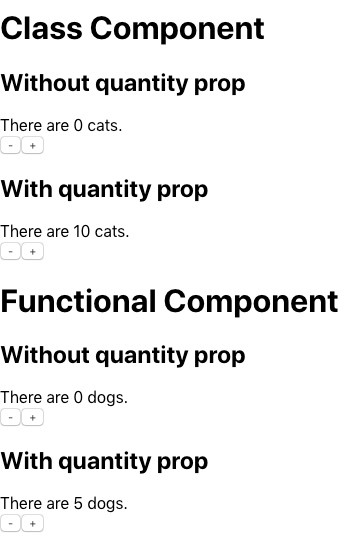 Class Component
Without quantity prop
There are 0 cats.
- +
With quantity prop
There are 10 cats.
- +
Functional Component
Without quantity prop
There are 0 dogs.
- +
With quantity prop
There are 5 dogs.
- +